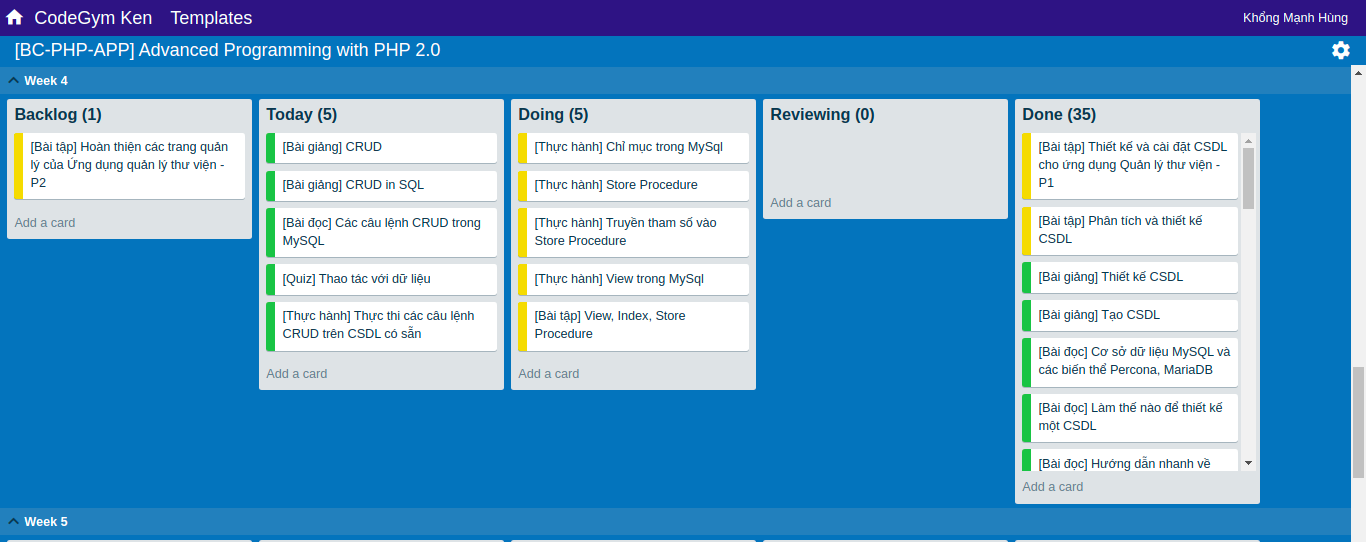 CodeGym Ken Templates Khổng Mạnh Hùng
[BC-PHP-APP] Advanced Programming with PHP 2.0
Week 4
Backlog (1)
[Bài tập] Hoàn thiện các trang quản
lý của Ứng dụng quản lý thư viện -
P2
Add a card
Today (5)
[Bài giảng] CRUD
[Bài giảng] CRUD in SQL
[Bài đọc] Các câu lệnh CRUD trong
MySQL
[Quiz] Thao tác với dữ liệu
[Thực hành] Thực thi các câu lệnh
CRUD trên CSDL có sẵn
Add a card
Doing (5)
[Thực hành] Chỉ mục trong MySql
[Thực hành] Store Procedure
[Thực hành] Truyền tham số vào
Store Procedure
[Thực hành] View trong MySql
[Bài tập] View, Index, Store
Procedure
Add a card
Reviewing (0)
Add a card
Done (35)
[Bài tập] Thiết kế và cài đặt CSDL
cho ứng dụng Quản lý thư viện -
P1
[Bài tập] Phân tích và thiết kế
CSDL
[Bài giảng] Thiết kế CSDL
[Bài giảng] Tạo CSDL
[Bài đọc] Cơ sở dữ liệu MySQL và
các biến thể Percona, MariaDB
[Bài đọc] Làm thế nào để thiết kế
một CSDL
[Bài đọc] Hướng dẫn nhanh về
Add a card
Week 5